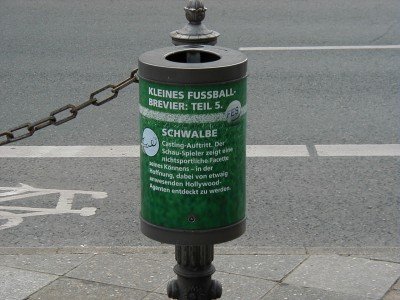 KLEINES FUSSBALL-
BREVIER: TEIL 5.
SCHWALBE
Casting-Auftritt. Der
Schau-Spieler zeigt eine
nichtsportliche Facette
seines Könnens – in der
Hoffnung, dabei von etwaig
anwesenden Hollywood-
Agenten entdeckt zu werden.